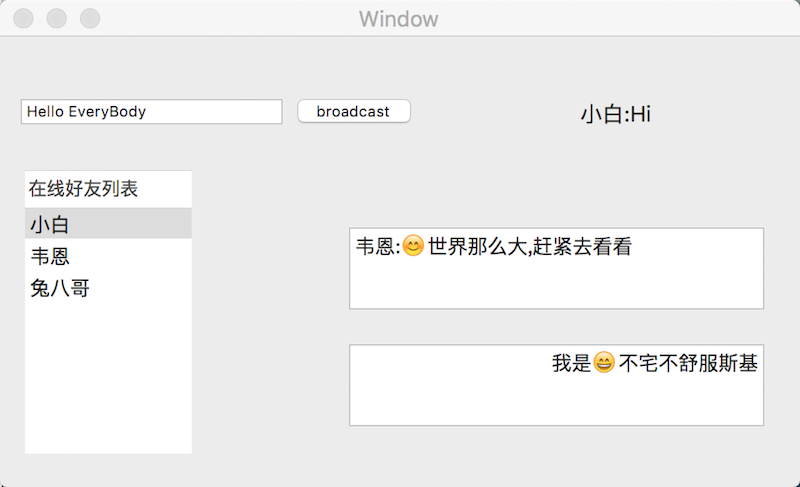 Window
Hello EveryBody
broadcast
小白:Hi
在线好友列表
小白
韦恩
兔八哥
韦恩:😊世界那么大,赶紧去看看
我是😄不宅不舒服斯基